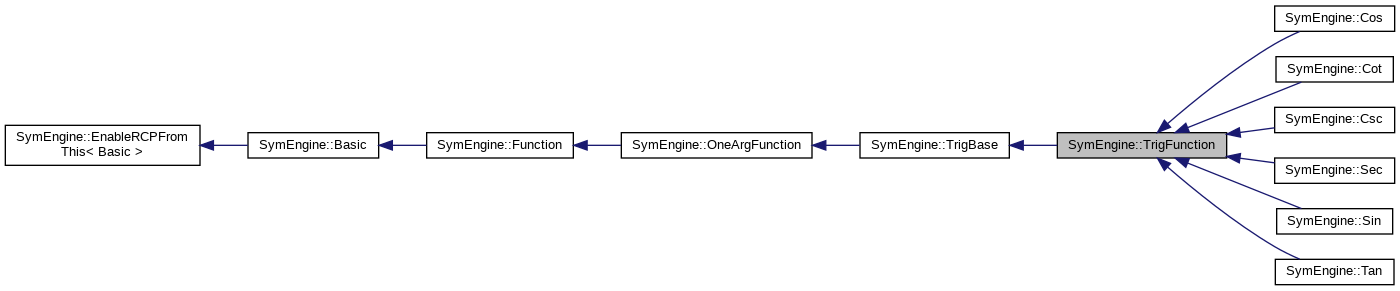 SymEngine::EnableRCPFrom
This< Basic >
SymEngine::Basic
SymEngine::Function
SymEngine::OneArgFunction
SymEngine::TrigBase
SymEngine::TrigFunction
SymEngine::Cos
SymEngine::Cot
SymEngine::Csc
SymEngine::Sec
SymEngine::Sin
SymEngine::Tan